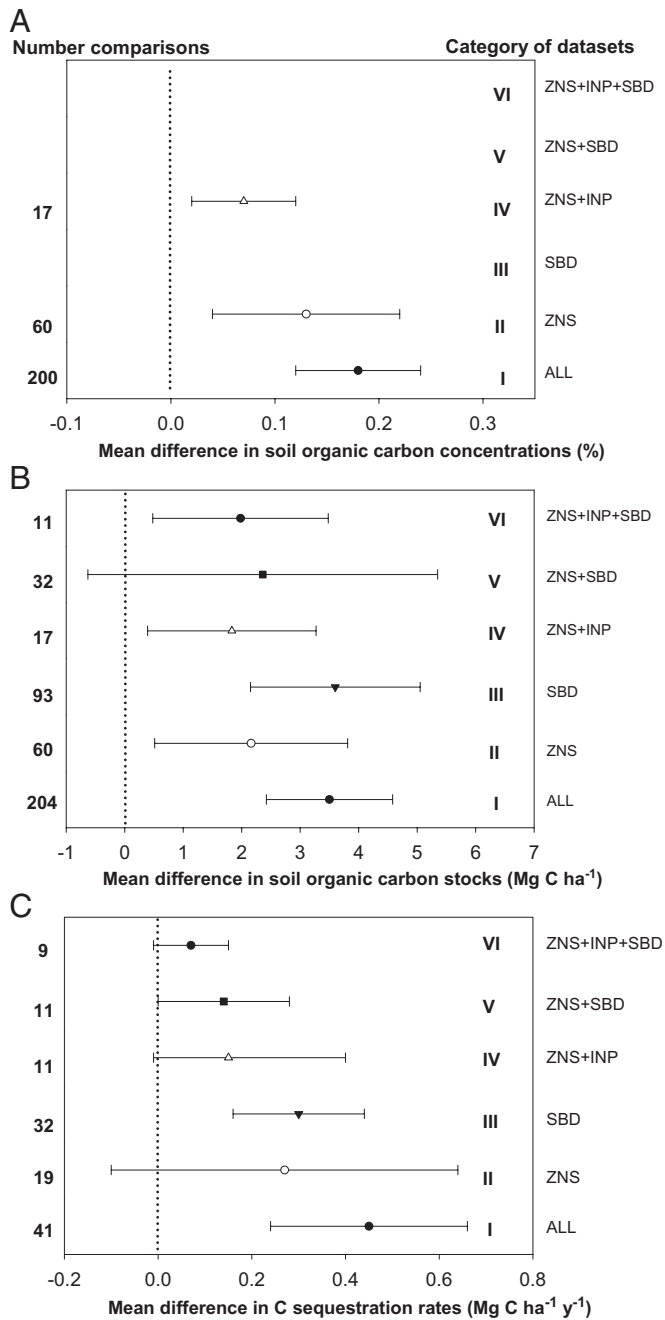 A
Number comparisons Category of datasets
VI ZNS+INP+SBD
V ZNS+SBD
17 IV ZNS+INP
III SBD
60 II ZNS
200 I ALL
-0.1 0.0 0.1 0.2 0.3
Mean difference in soil organic carbon concentrations (%)
B
11 VI ZNS+INP+SBD
32 V ZNS+SBD
17 IV ZNS+INP
93 III SBD
60 II ZNS
204 I ALL
-1 0 1 2 3 4 5 6 7
Mean difference in soil organic carbon stocks (Mg C ha⁻¹)
C
9 VI ZNS+INP+SBD
11 V ZNS+SBD
11 IV ZNS+INP
32 III SBD
19 II ZNS
41 I ALL
-0.2 0.0 0.2 0.4 0.6 0.8
Mean difference in C sequestration rates (Mg C ha⁻¹ y⁻¹)